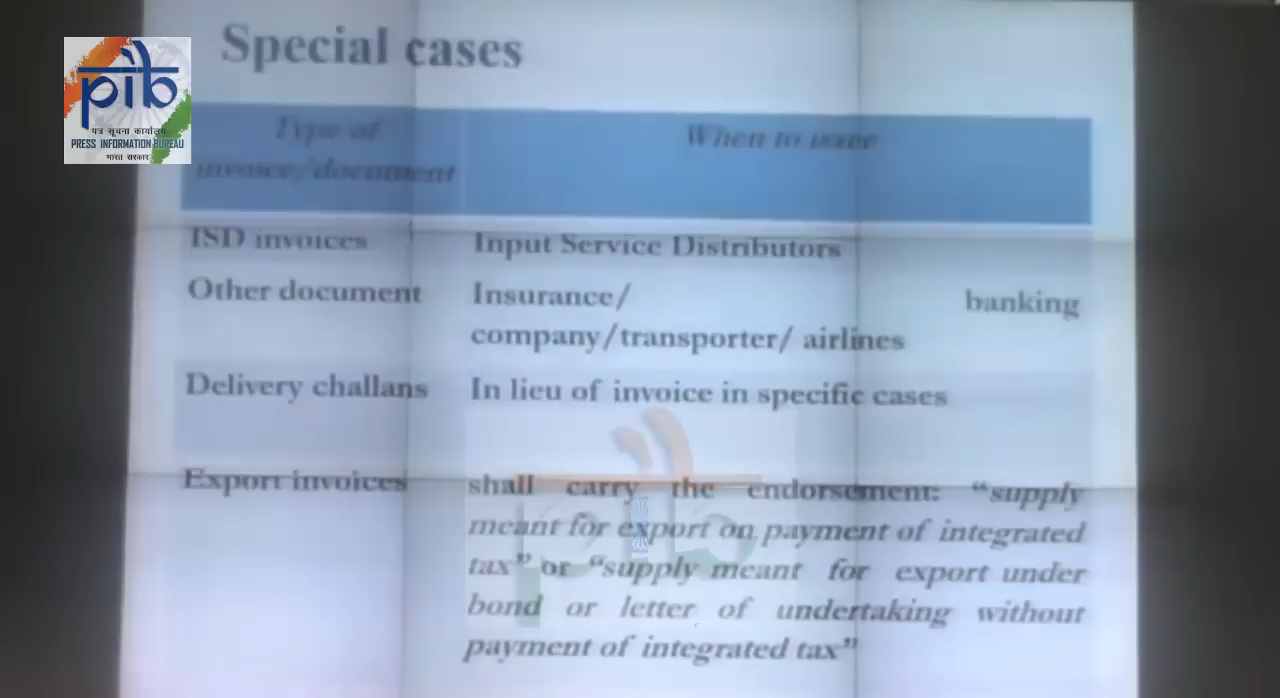 Special cases
पत्र सूचना कार्यालय
PRESS INFORMATION BUREAU
भारत सरकार
pib
Type of
invoice/document
When to issue
ISD invoices
Input Service Distributors
Other document
Insurance/ banking
company/transporter/ airlines
Delivery challans
In lieu of invoice in specific cases
Export invoices
shall carry the endorsement: “supply
meant for export on payment of integrated
tax” or “supply meant for export under
bond or letter of undertaking without
payment of integrated tax”
pib